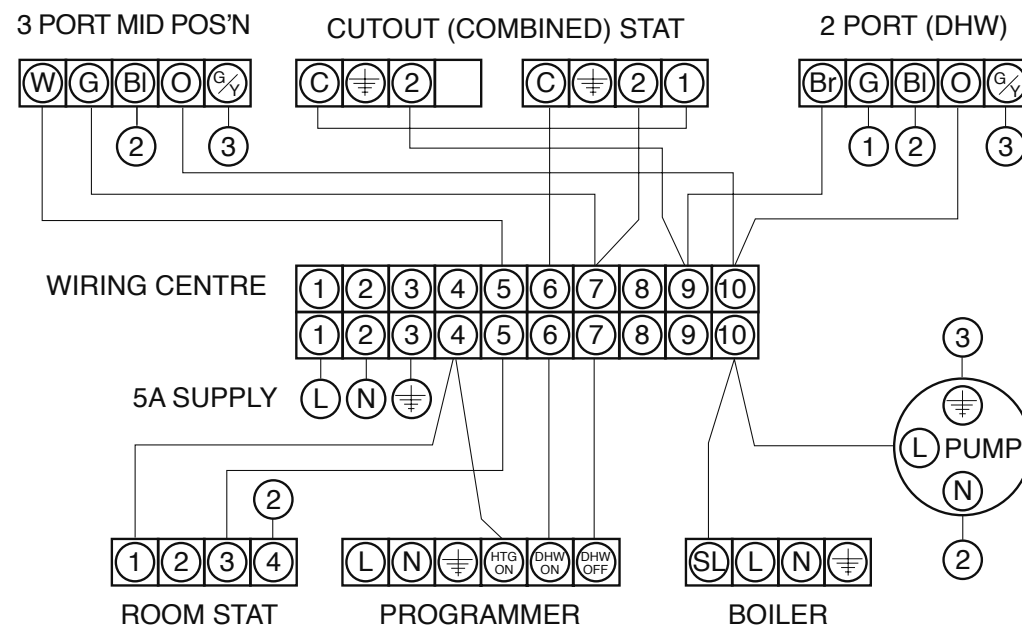 3 PORT MID POS'N
CUTOUT (COMBINED) STAT
2 PORT (DHW)
W G Bl O G/Y
C 2
C 2 1
Br G Bl O G/Y
2 3
1 2 3
WIRING CENTRE
1 2 3 4 5 6 7 8 9 10
1 2 3 4 5 6 7 8 9 10
5A SUPPLY
L N
3
L PUMP
N
2
2
1 2 3 4
L N HTG ON DHW ON DHW OFF
SL L N
ROOM STAT
PROGRAMMER
BOILER